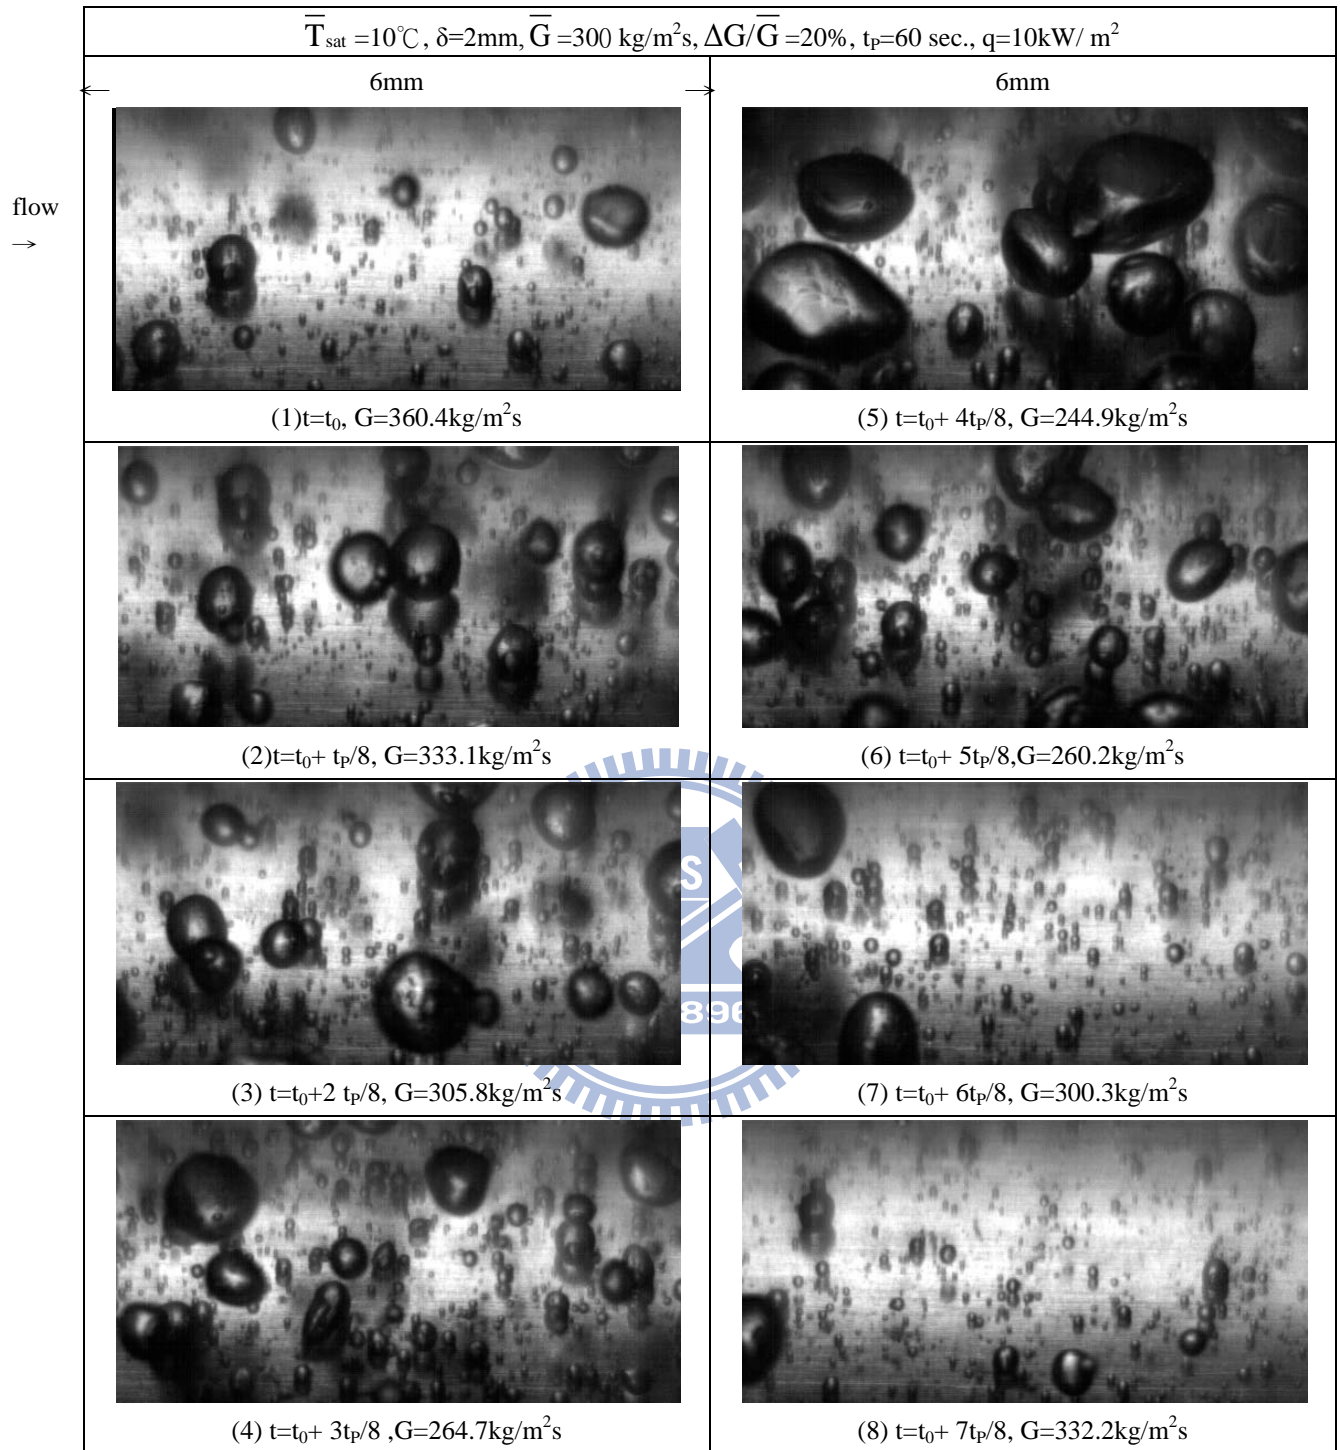 T̅sat =10℃, δ=2mm, G̅ =300 kg/m²s, ΔG/G̅ =20%, tP=60 sec., q=10kW/ m²
← 6mm →
6mm
flow
→
(1)t=t₀, G=360.4kg/m²s
(5) t=t₀+ 4tP/8, G=244.9kg/m²s
(2)t=t₀+ tP/8, G=333.1kg/m²s
(6) t=t₀+ 5tP/8,G=260.2kg/m²s
S
896
(3) t=t₀+2 tP/8, G=305.8kg/m²s
(7) t=t₀+ 6tP/8, G=300.3kg/m²s
(4) t=t₀+ 3tP/8 ,G=264.7kg/m²s
(8) t=t₀+ 7tP/8, G=332.2kg/m²s